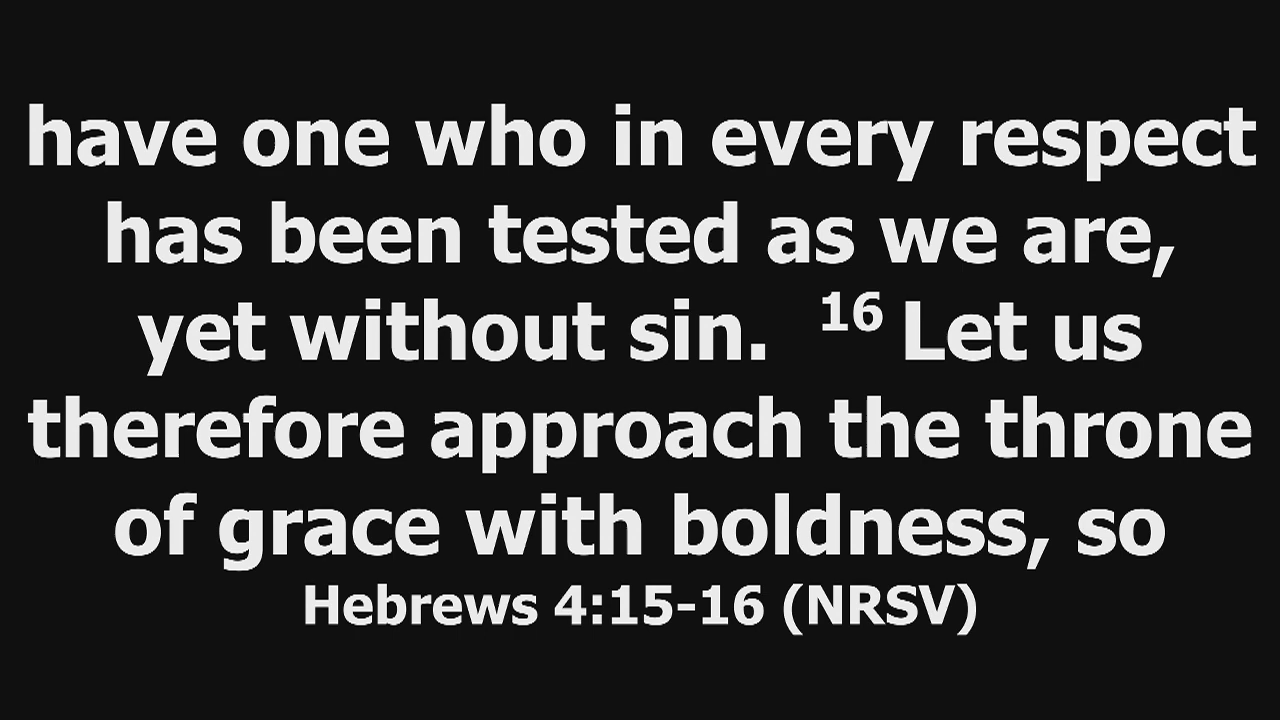 have one who in every respect
has been tested as we are,
yet without sin. 16 Let us
therefore approach the throne
of grace with boldness, so
Hebrews 4:15-16 (NRSV)